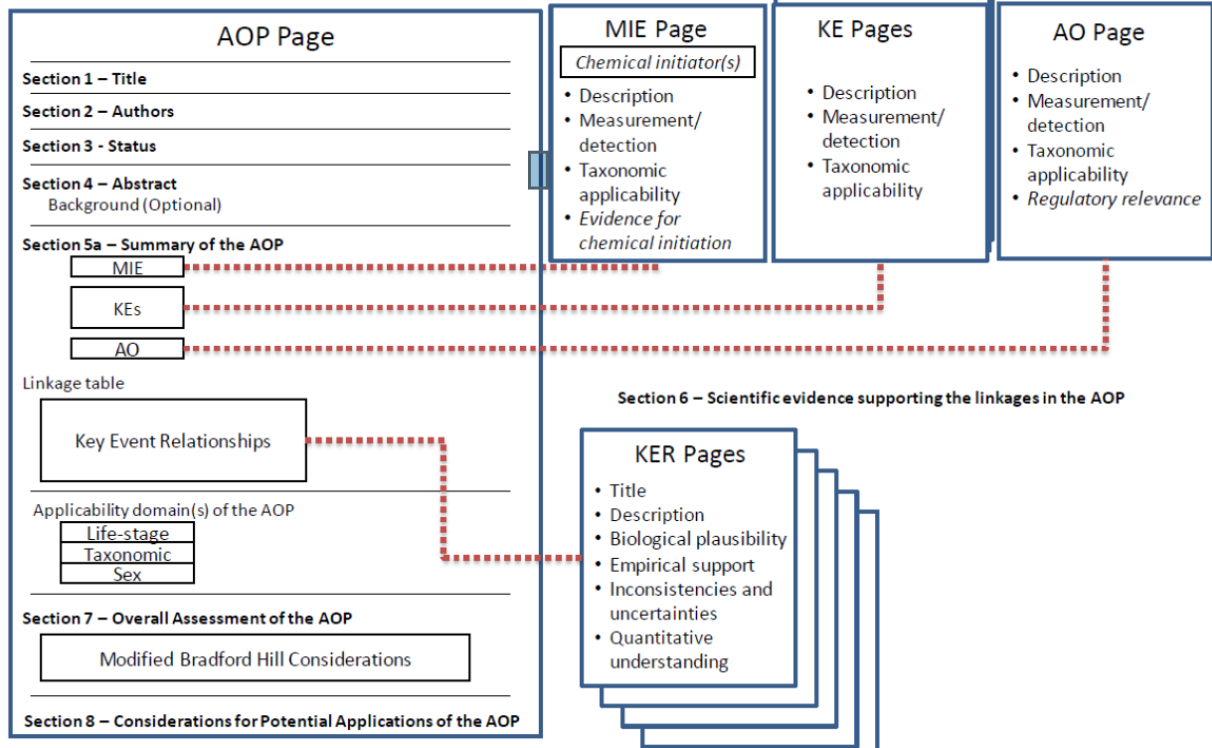 AOP Page
Section 1 – Title
Section 2 – Authors
Section 3 - Status
Section 4 – Abstract
Background (Optional)
Section 5a – Summary of the AOP
MIE
KEs
AO
Linkage table
Key Event Relationships
Applicability domain(s) of the AOP
Life-stage
Taxonomic
Sex
Section 7 – Overall Assessment of the AOP
Modified Bradford Hill Considerations
Section 8 – Considerations for Potential Applications of the AOP
MIE Page
Chemical initiator(s)
• Description
• Measurement/
detection
• Taxonomic
applicability
• Evidence for
chemical initiation
KE Pages
• Description
• Measurement/
detection
• Taxonomic
applicability
AO Page
• Description
• Measurement/
detection
• Taxonomic
applicability
• Regulatory relevance
Section 6 – Scientific evidence supporting the linkages in the AOP
KER Pages
• Title
• Description
• Biological plausibility
• Empirical support
• Inconsistencies and
uncertainties
• Quantitative
understanding